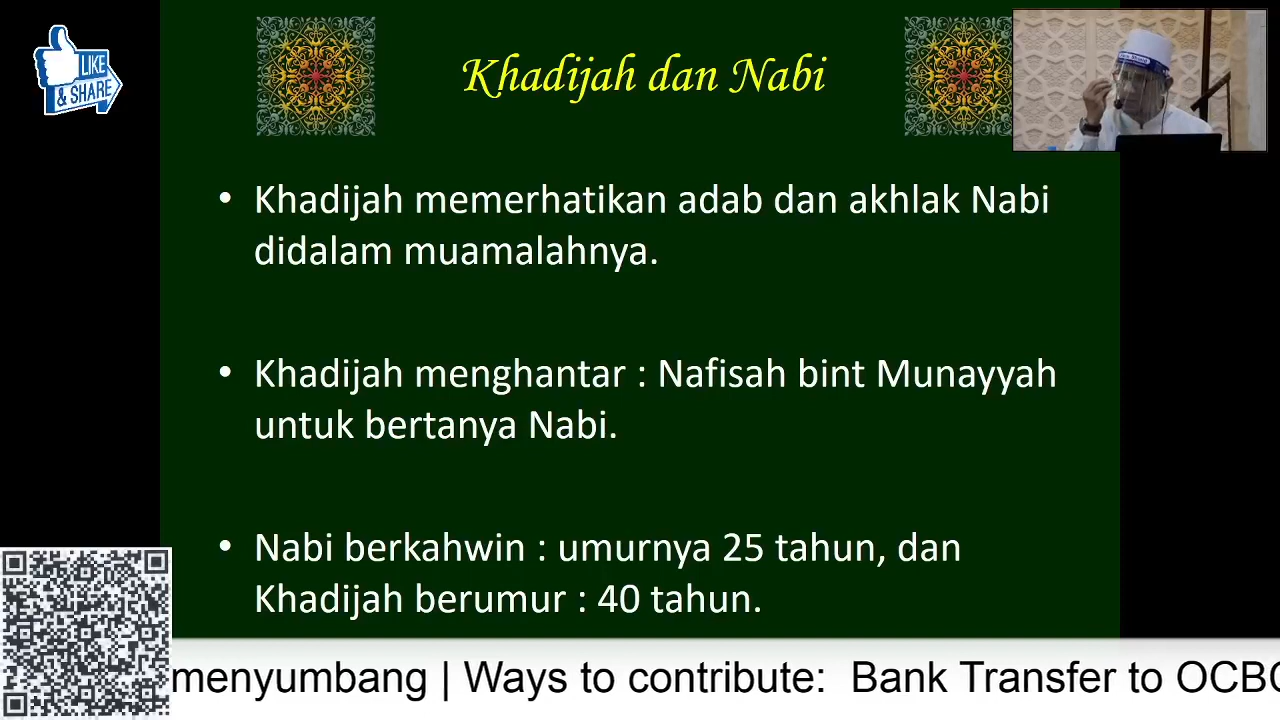 LIKE
& SHARE
Khadijah dan Nabi
• Khadijah memerhatikan adab dan akhlak Nabi
didalam muamalahnya.
• Khadijah menghantar : Nafisah bint Munayyah
untuk bertanya Nabi.
• Nabi berkahwin : umurnya 25 tahun, dan
Khadijah berumur : 40 tahun.
menyumbang | Ways to contribute: Bank Transfer to OCBC